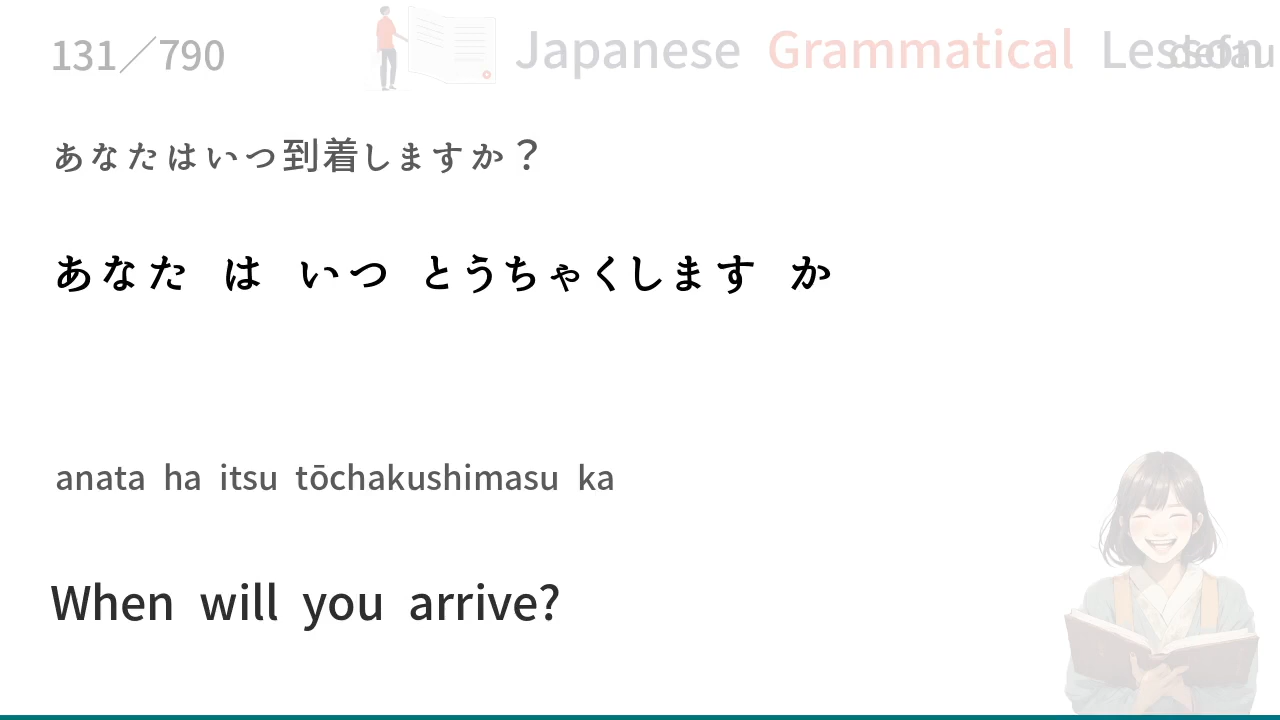 131／790
Japanese Grammatical Lesson
defau
あなたはいつ到着しますか？
あなた は いつ とうちゃくします か
anata ha itsu tōchakushimasu ka
When will you arrive?